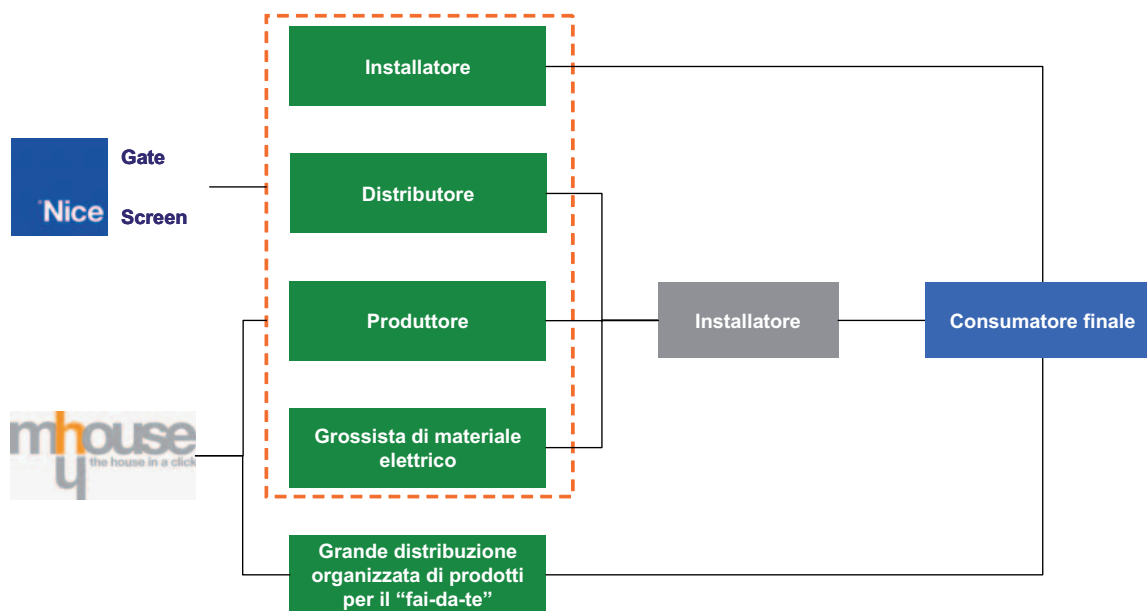 Installatore
Gate
Nice
Screen
Distributore
Produttore
Installatore
Consumatore finale
mhouse
the house in a click
Grossista di materiale
elettrico
Grande distribuzione
organizzata di prodotti
per il “fai-da-te”